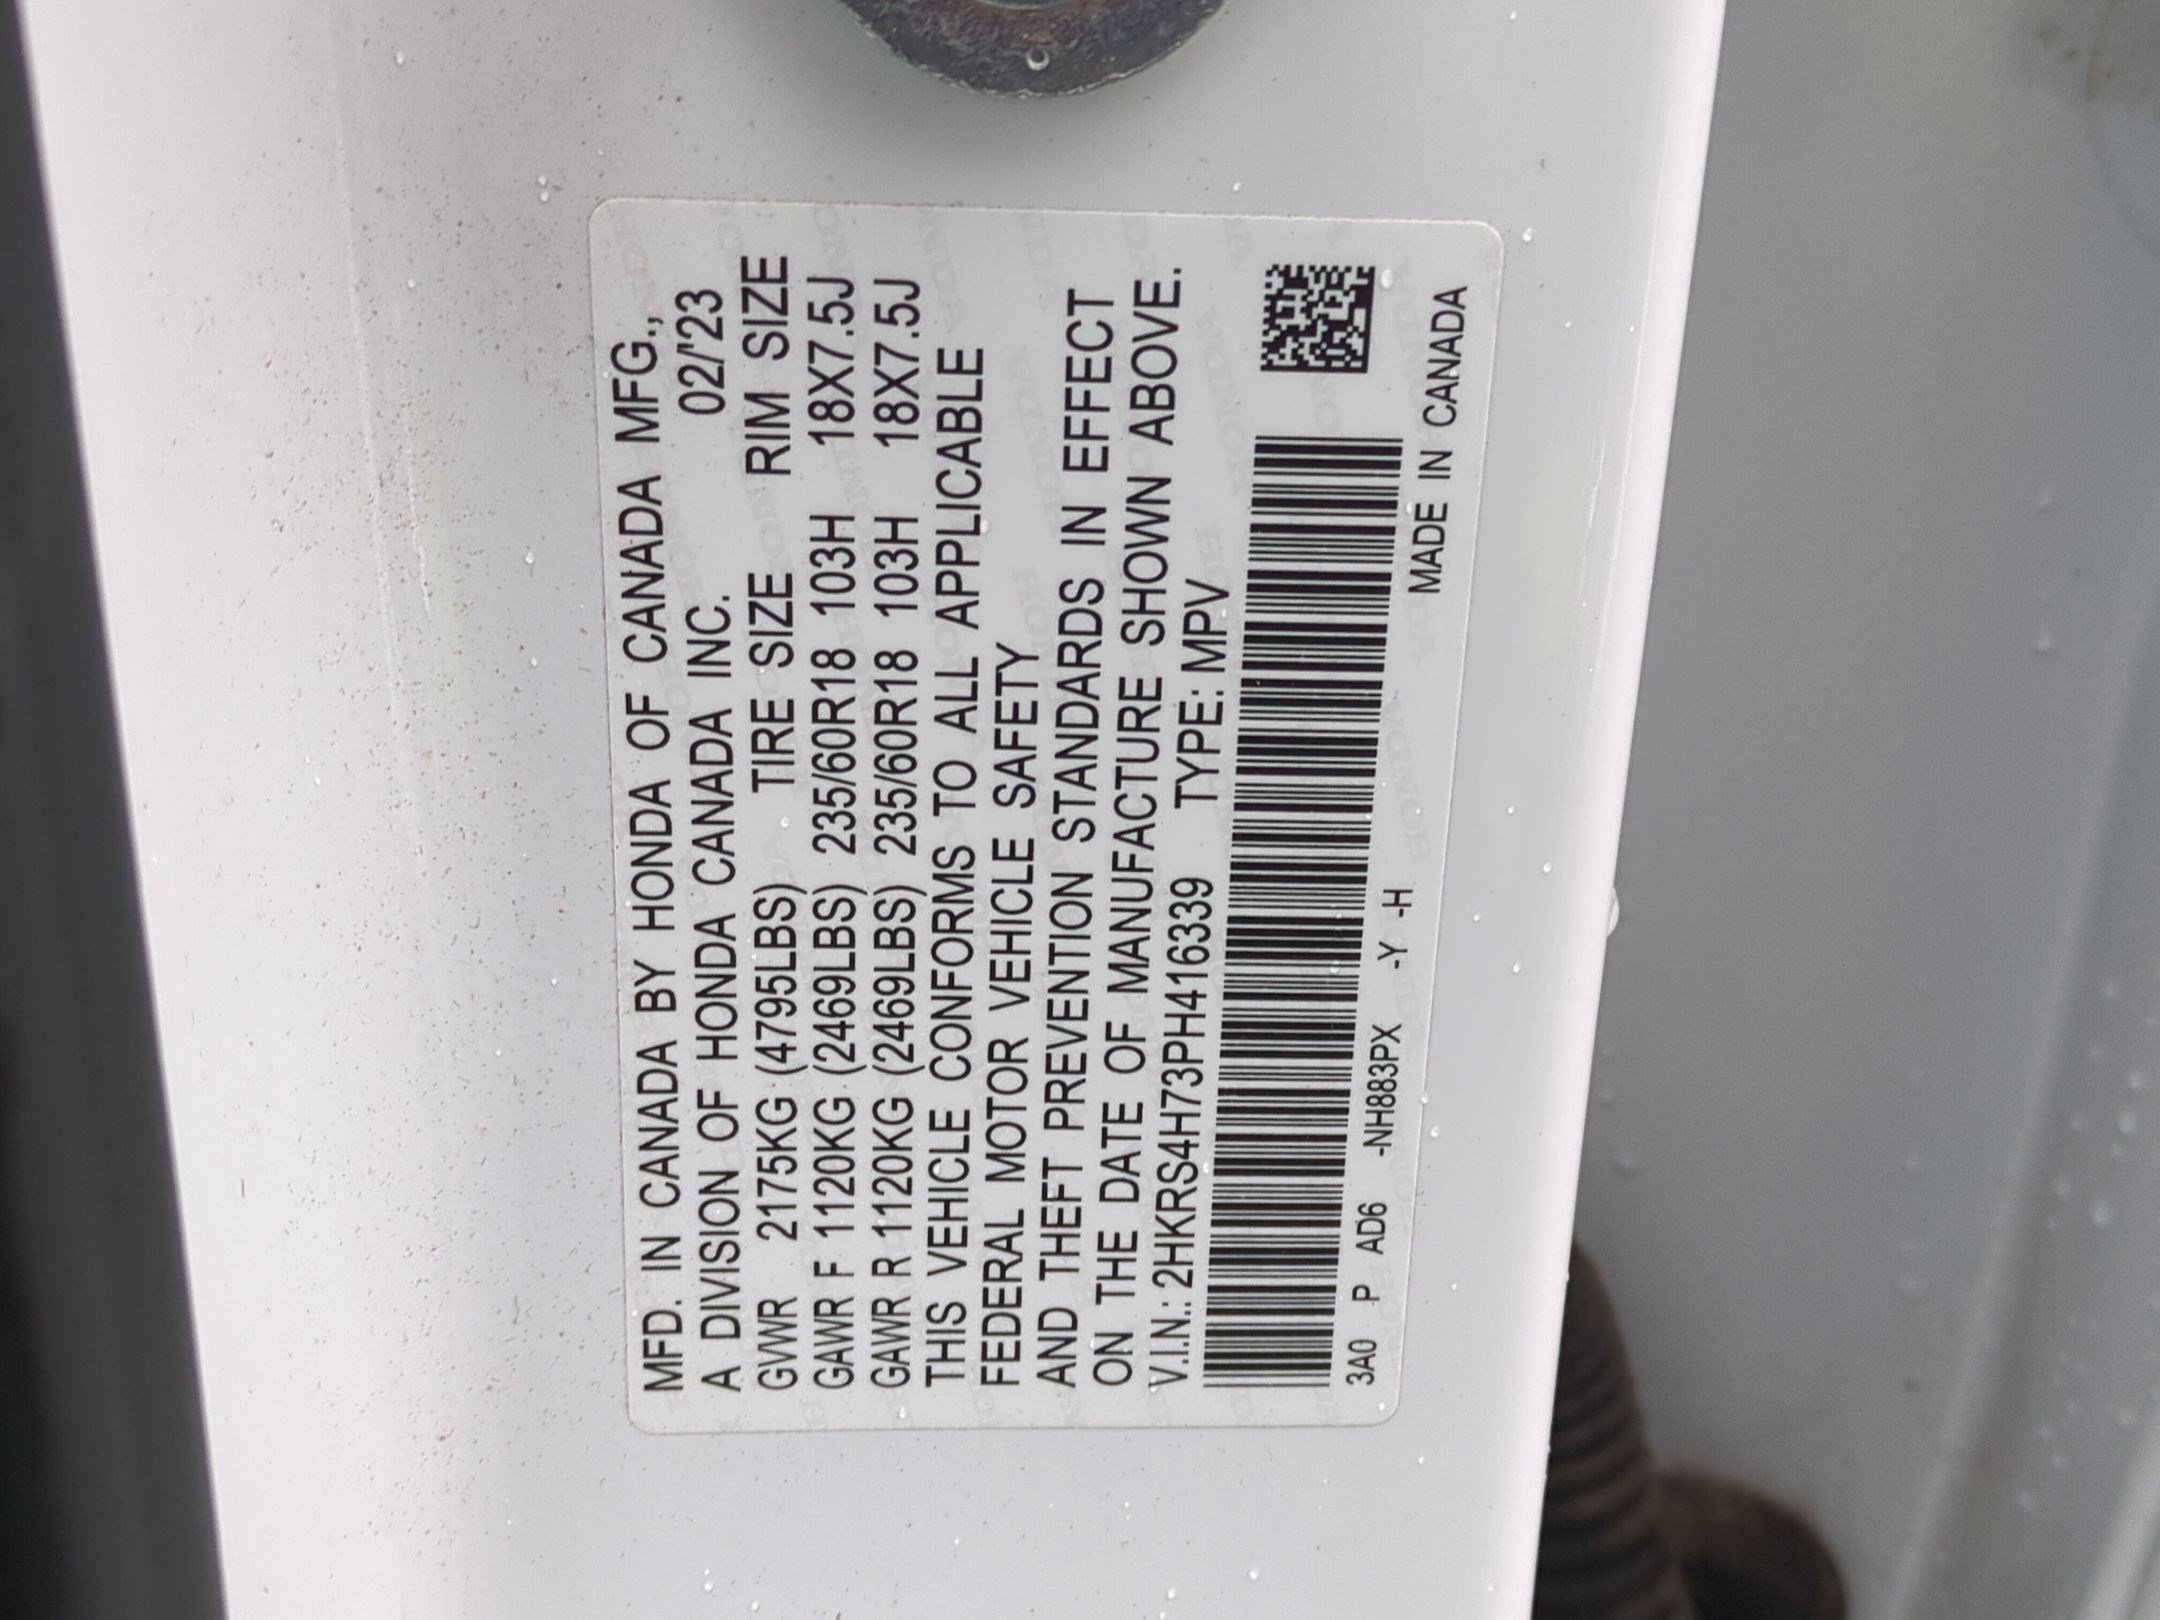 MFD. IN CANADA BY HONDA OF CANADA MFG.,
A DIVISION OF HONDA CANADA INC. 02/'23
GVWR 2175KG (4795LBS) TIRE SIZE RIM SIZE
GAWR F 1120KG (2469LBS) 235/60R18 103H 18X7.5J
GAWR R 1120KG (2469LBS) 235/60R18 103H 18X7.5J
THIS VEHICLE CONFORMS TO ALL APPLICABLE
FEDERAL MOTOR VEHICLE SAFETY
AND THEFT PREVENTION STANDARDS IN EFFECT
ON THE DATE OF MANUFACTURE SHOWN ABOVE.
V.I.N.: 2HKRS4H73PH416339 TYPE: MPV
3A0 P AD6 -NH883PX -Y -H MADE IN CANADA